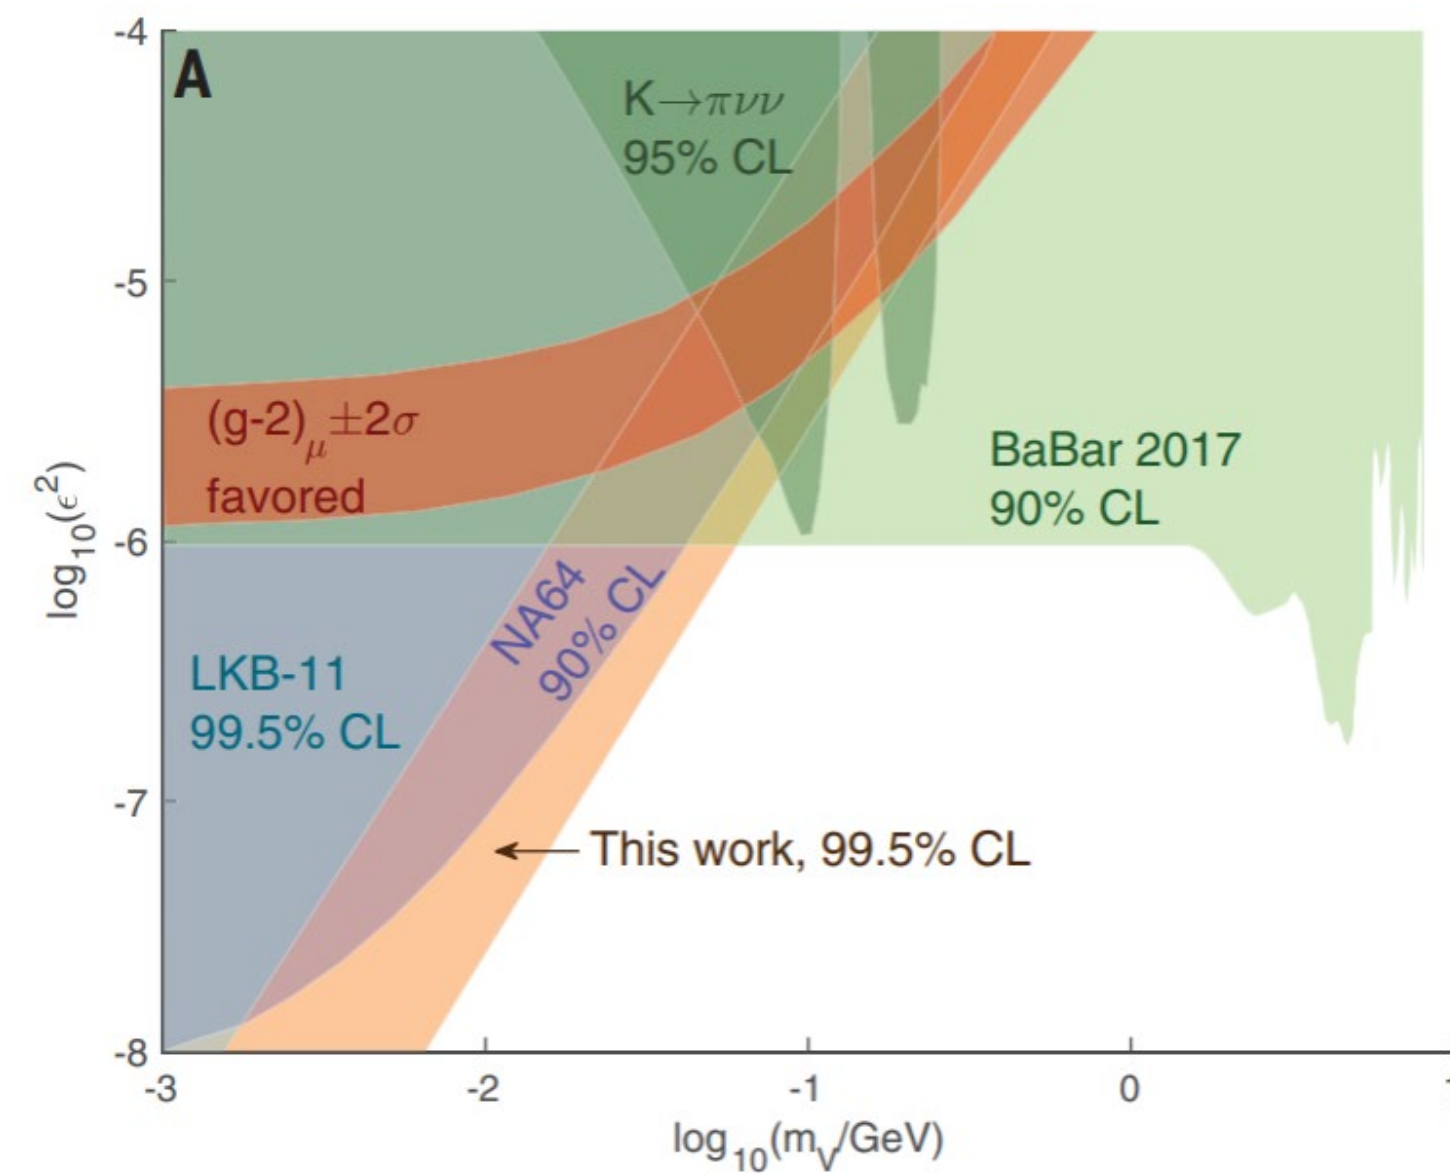 A
-4
-5
-6
-7
-8
log10(ϵ²)
K→πνν
95% CL
(g-2)μ±2σ
favored
BaBar 2017
90% CL
NA64
90% CL
LKB-11
99.5% CL
This work, 99.5% CL
-3 -2 -1 0
log10(mV/GeV)